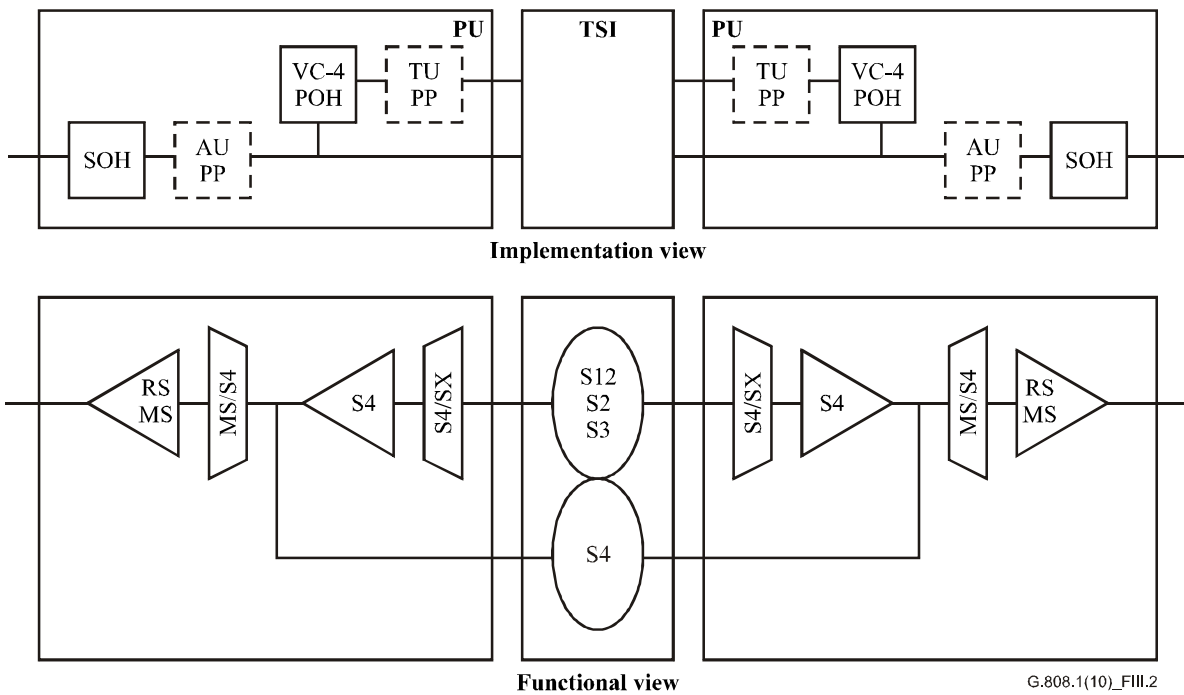 PU
TSI
PU
VC-4
POH
TU
PP
TU
PP
VC-4
POH
SOH
AU
PP
AU
PP
SOH
Implementation view
RS
MS
MS/S4
S4
S4/SX
S12
S2
S3
S4/SX
S4
MS/S4
RS
MS
S4
Functional view
G.808.1(10)_FIII.2